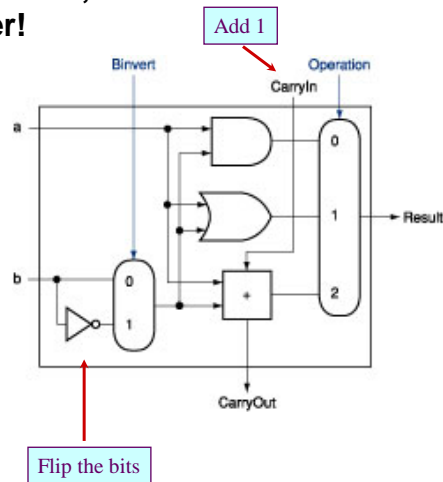 er!
Add 1
Binvert
Operation
CarryIn
a
0
1
Result
b
0
2
+
1
CarryOut
Flip the bits